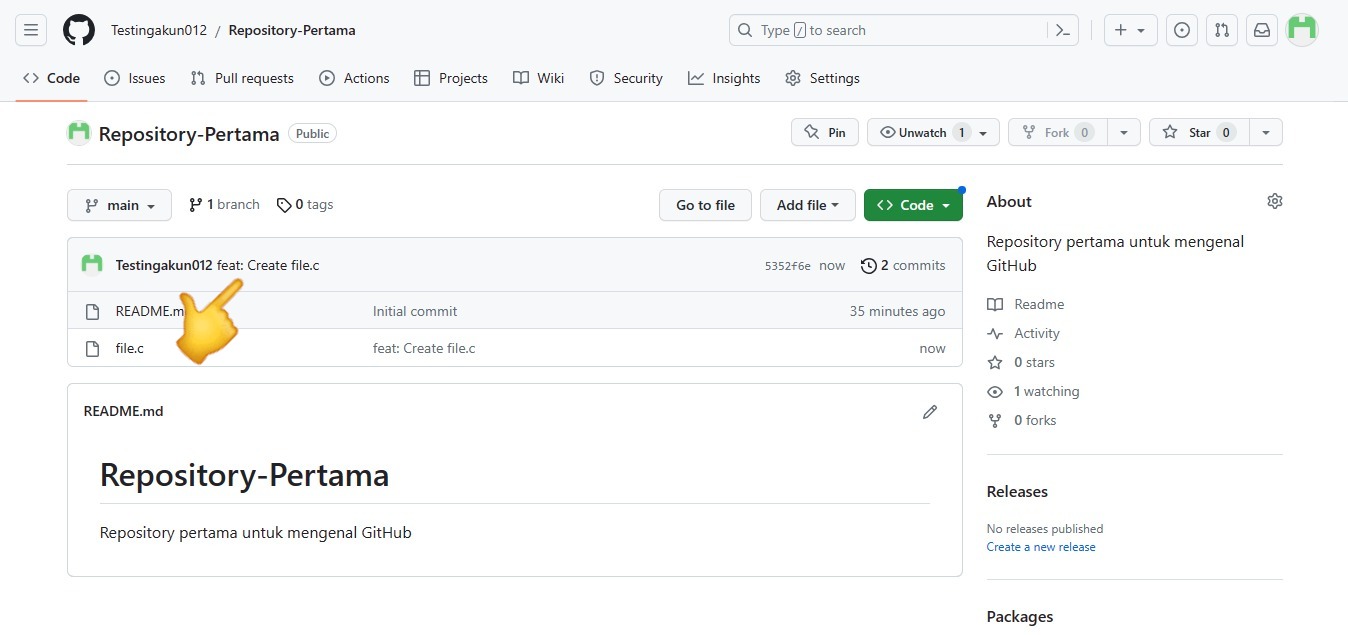 Testingakun012 / Repository-Pertama
Type / to search
Code Issues Pull requests Actions Projects Wiki Security Insights Settings
Repository-Pertama Public
Pin Unwatch 1 Fork 0 Star 0
main 1 branch 0 tags Go to file Add file Code
Testingakun012 feat: Create file.c 5352f6e now 2 commits
README.m Initial commit 35 minutes ago
file.c feat: Create file.c now
README.md
Repository-Pertama
Repository pertama untuk mengenal GitHub
About
Repository pertama untuk mengenal
GitHub
Readme
Activity
0 stars
1 watching
0 forks
Releases
No releases published
Create a new release
Packages